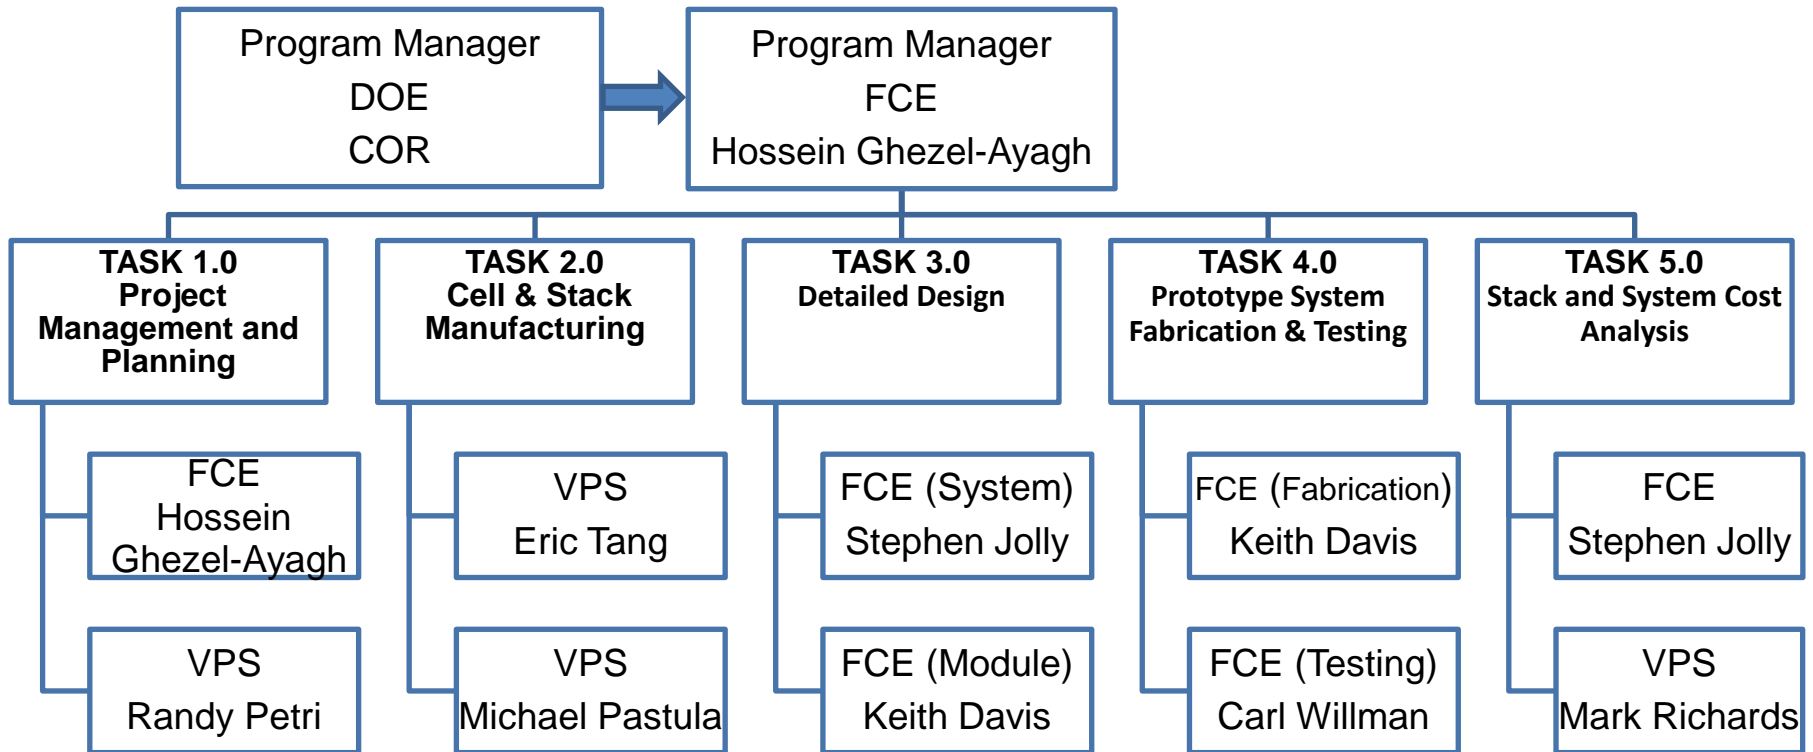 Program Manager
DOE
COR
Program Manager
FCE
Hossein Ghezel-Ayagh
TASK 1.0
Project
Management and
Planning
TASK 2.0
Cell & Stack
Manufacturing
TASK 3.0
Detailed Design
TASK 4.0
Prototype System
Fabrication & Testing
TASK 5.0
Stack and System Cost
Analysis
FCE
Hossein
Ghezel-Ayagh
VPS
Eric Tang
FCE (System)
Stephen Jolly
FCE (Fabrication)
Keith Davis
FCE
Stephen Jolly
VPS
Randy Petri
VPS
Michael Pastula
FCE (Module)
Keith Davis
FCE (Testing)
Carl Willman
VPS
Mark Richards